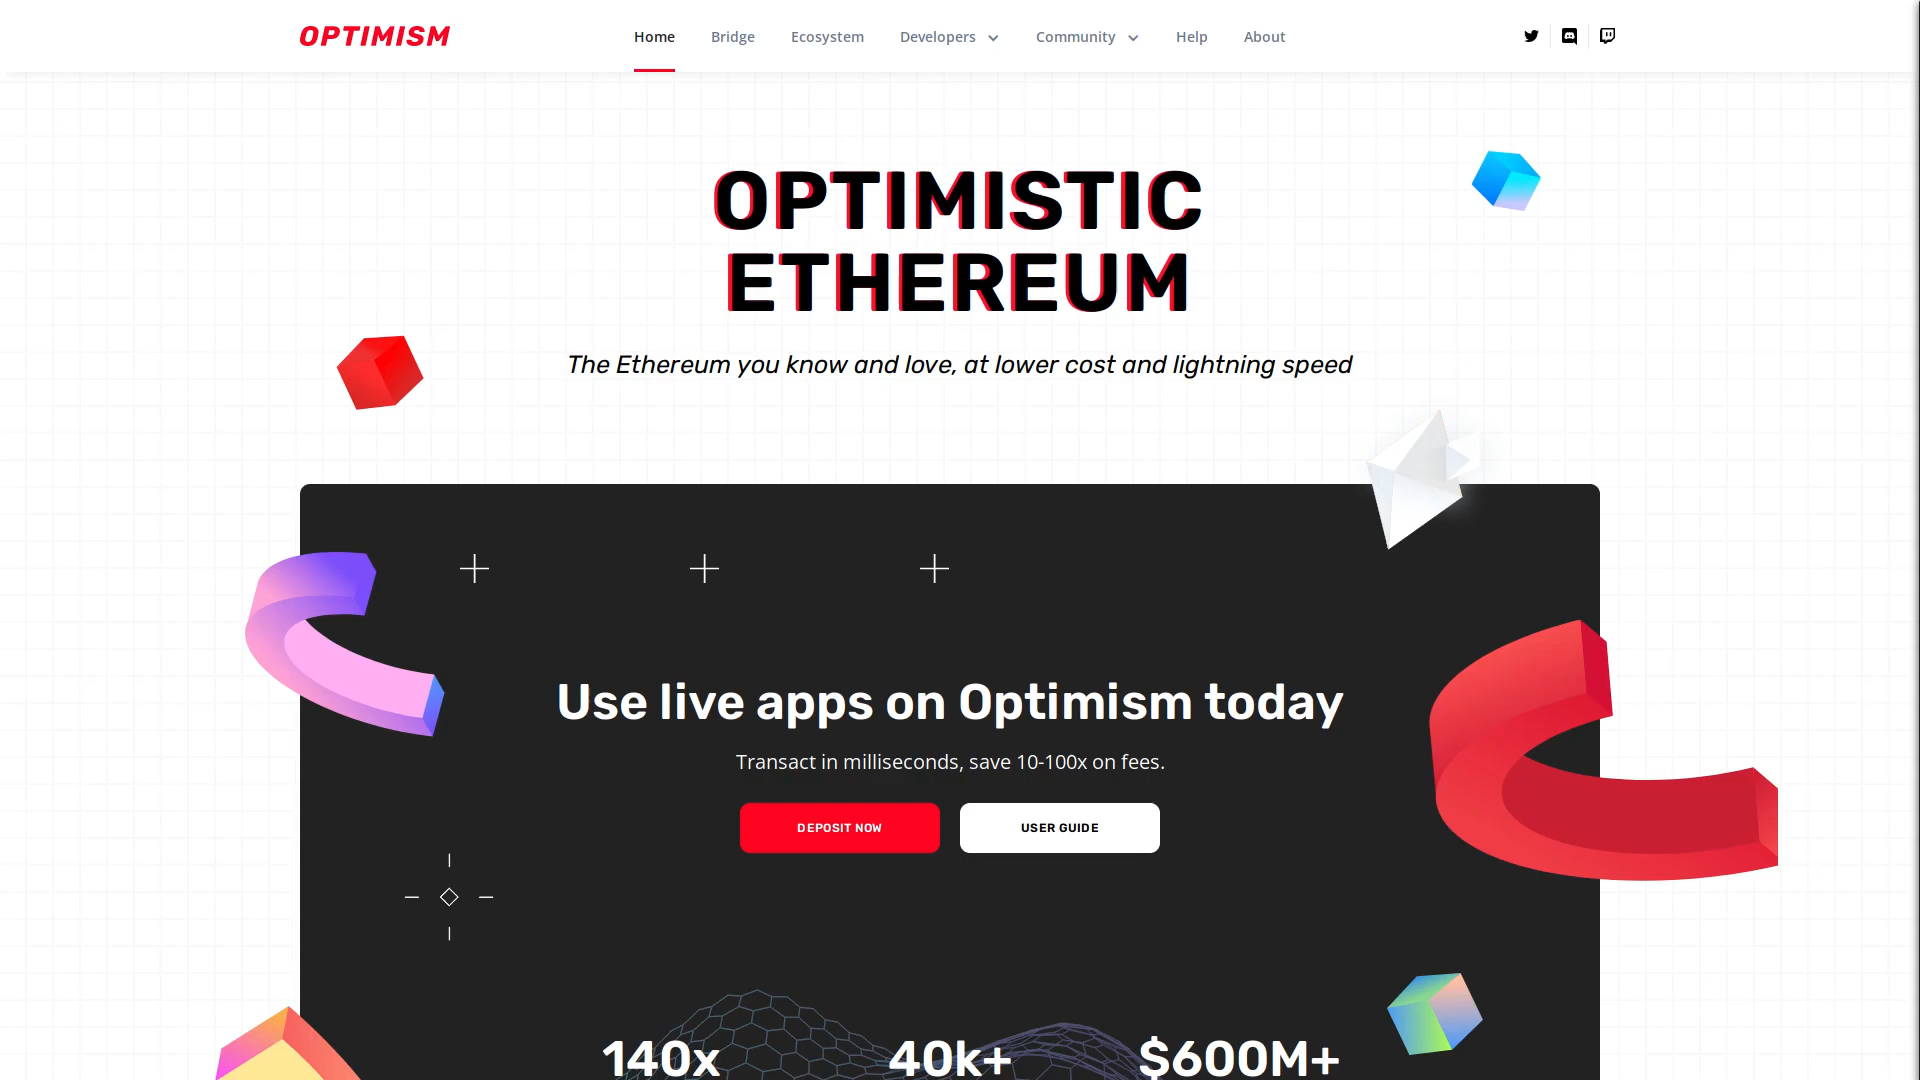 OPTIMISM
Home Bridge Ecosystem Developers Community Help About
OPTIMISTIC
ETHEREUM
The Ethereum you know and love, at lower cost and lightning speed
Use live apps on Optimism today
Transact in milliseconds, save 10-100x on fees.
DEPOSIT NOW USER GUIDE
140x 40k+ $600M+